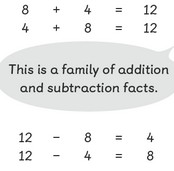 8 + 4 = 12
4 + 8 = 12
This is a family of addition
and subtraction facts.
12 − 8 = 4
12 − 4 = 8